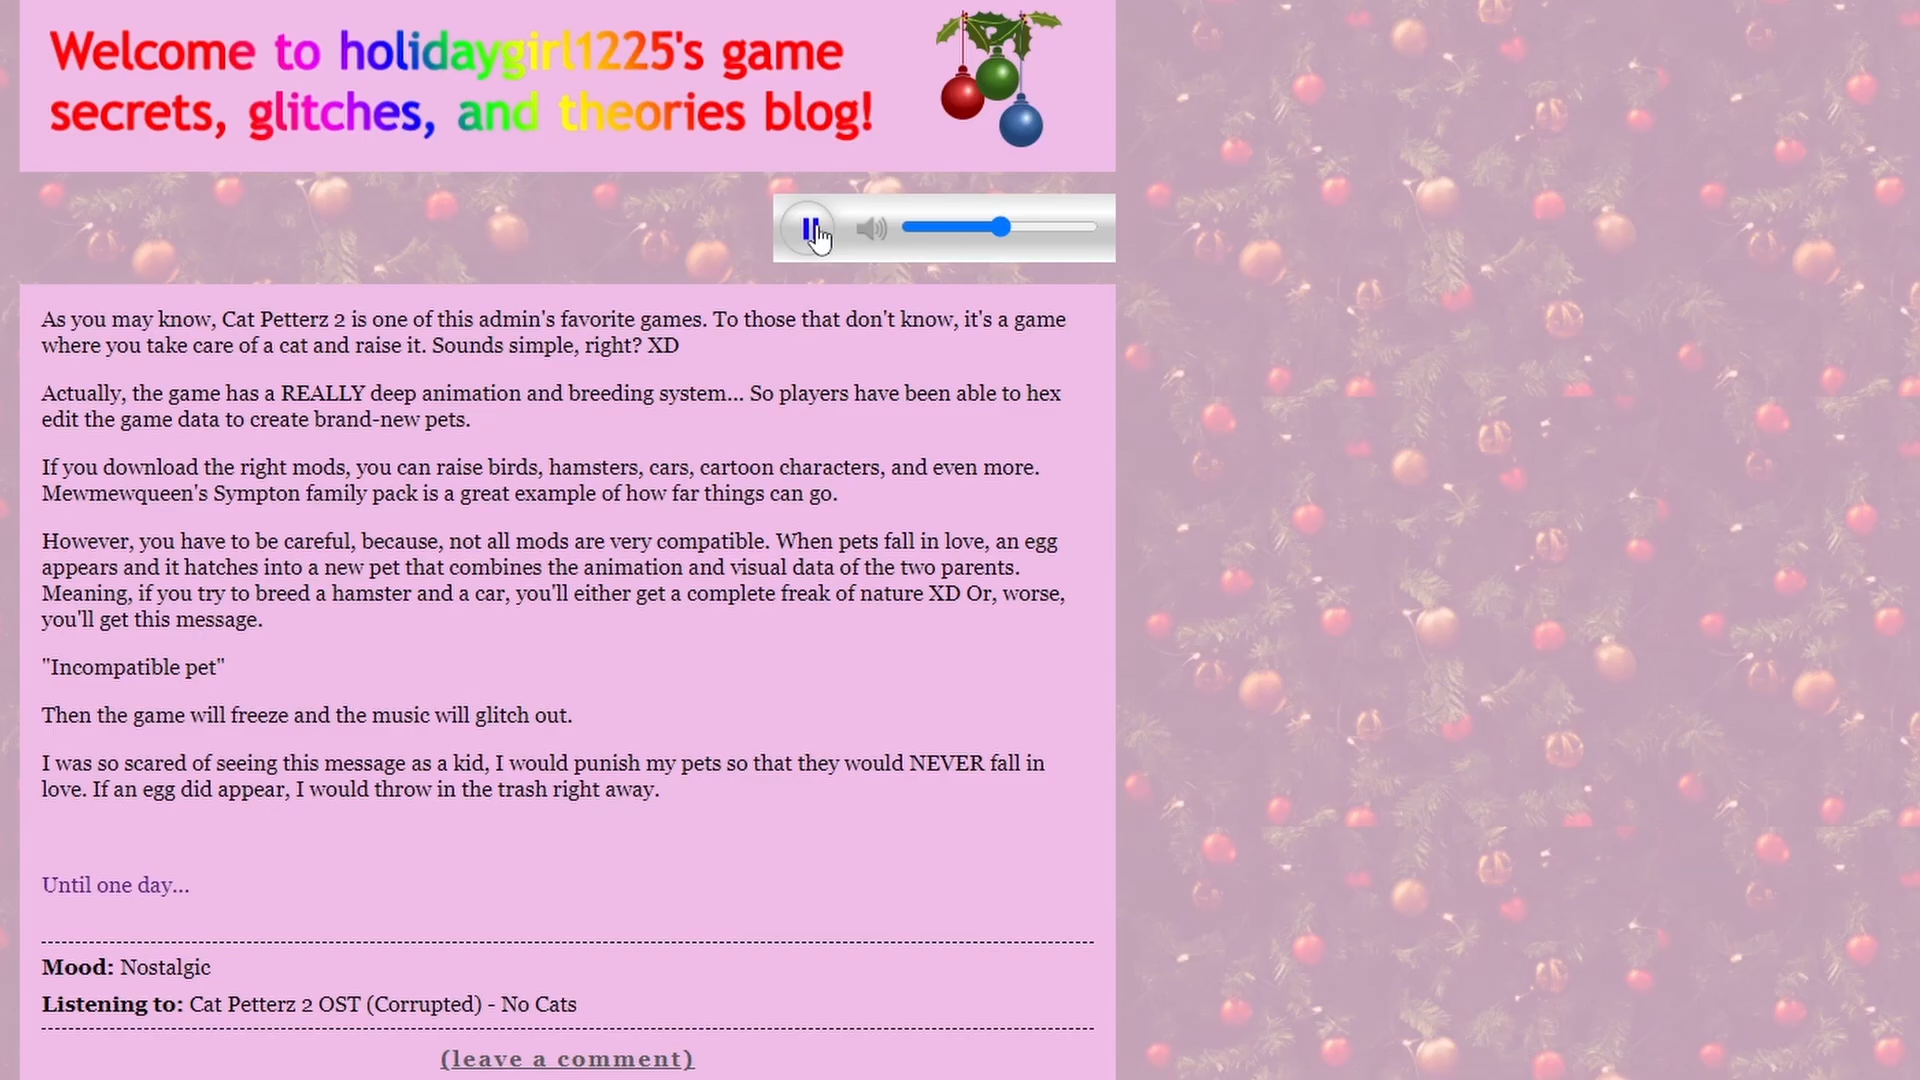 Welcome to holidaygirl1225's game
secrets, glitches, and theories blog!
As you may know, Cat Petterz 2 is one of this admin's favorite games. To those that don't know, it's a game
where you take care of a cat and raise it. Sounds simple, right? XD
Actually, the game has a REALLY deep animation and breeding system... So players have been able to hex
edit the game data to create brand-new pets.
If you download the right mods, you can raise birds, hamsters, cars, cartoon characters, and even more.
Mewmewqueen's Sympton family pack is a great example of how far things can go.
However, you have to be careful, because, not all mods are very compatible. When pets fall in love, an egg
appears and it hatches into a new pet that combines the animation and visual data of the two parents.
Meaning, if you try to breed a hamster and a car, you'll either get a complete freak of nature XD Or, worse,
you'll get this message.
"Incompatible pet"
Then the game will freeze and the music will glitch out.
I was so scared of seeing this message as a kid, I would punish my pets so that they would NEVER fall in
love. If an egg did appear, I would throw in the trash right away.
Until one day...
Mood: Nostalgic
Listening to: Cat Petterz 2 OST (Corrupted) - No Cats
(leave a comment)